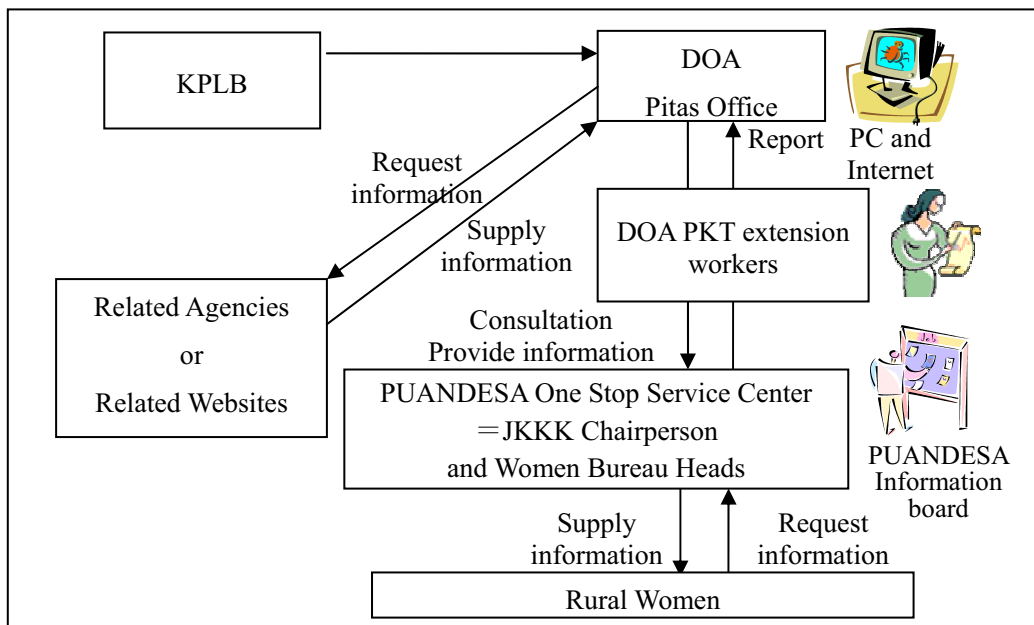 KPLB
DOA
Pitas Office
PC and
Internet
Report
Request
information
Supply
information
DOA PKT extension
workers
Related Agencies
or
Related Websites
Consultation
Provide information
PUANDESA One Stop Service Center
＝JKKK Chairperson
and Women Bureau Heads
Job
PUANDESA
Information
board
Supply
information
Request
information
Rural Women